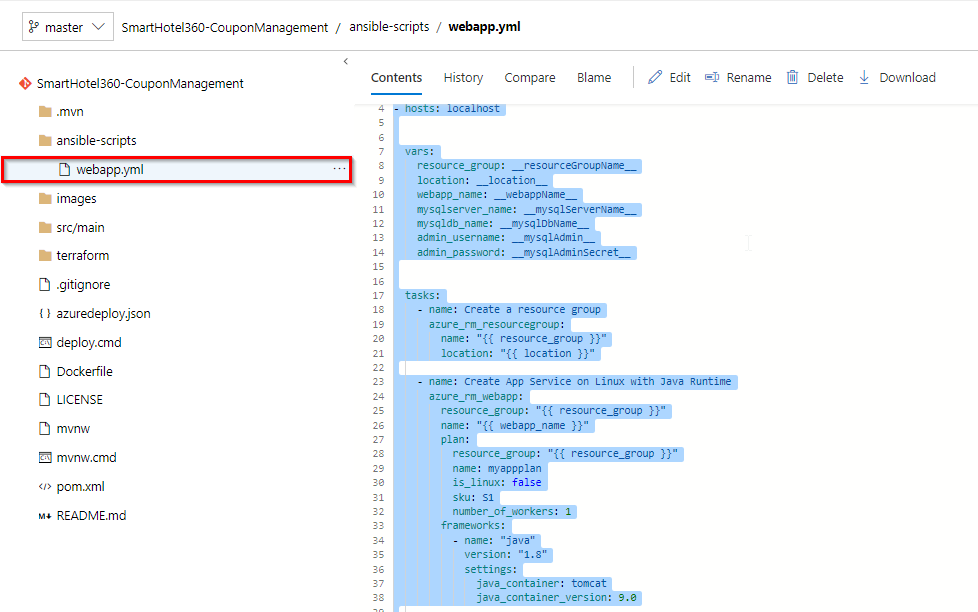 master SmartHotel360-CouponManagement / ansible-scripts / webapp.yml
SmartHotel360-CouponManagement
.mvn
ansible-scripts
webapp.yml ...
images
src/main
terraform
.gitignore
azuredeploy.json
deploy.cmd
Dockerfile
LICENSE
mvnw
mvnw.cmd
pom.xml
README.md
Contents History Compare Blame Edit Rename Delete Download
4 - hosts: localhost
5
6
7 vars:
8 resource_group: __resourceGroupName__
9 location: __location__
10 webapp_name: __webappName__
11 mysqlserver_name: __mysqlServerName__
12 mysqldb_name: __mysqlDbName__
13 admin_username: __mysqlAdmin__
14 admin_password: __mysqlAdminSecret__
15
16
17 tasks:
18 - name: Create a resource group
19 azure_rm_resourcegroup:
20 name: "{{ resource_group }}"
21 location: "{{ location }}"
22
23 - name: Create App Service on Linux with Java Runtime
24 azure_rm_webapp:
25 resource_group: "{{ resource_group }}"
26 name: "{{ webapp_name }}"
27 plan:
28 resource_group: "{{ resource_group }}"
29 name: myappplan
30 is_linux: false
31 sku: S1
32 number_of_workers: 1
33 frameworks:
34 - name: "java"
35 version: "1.8"
36 settings:
37 java_container: tomcat
38 java_container_version: 9.0
39